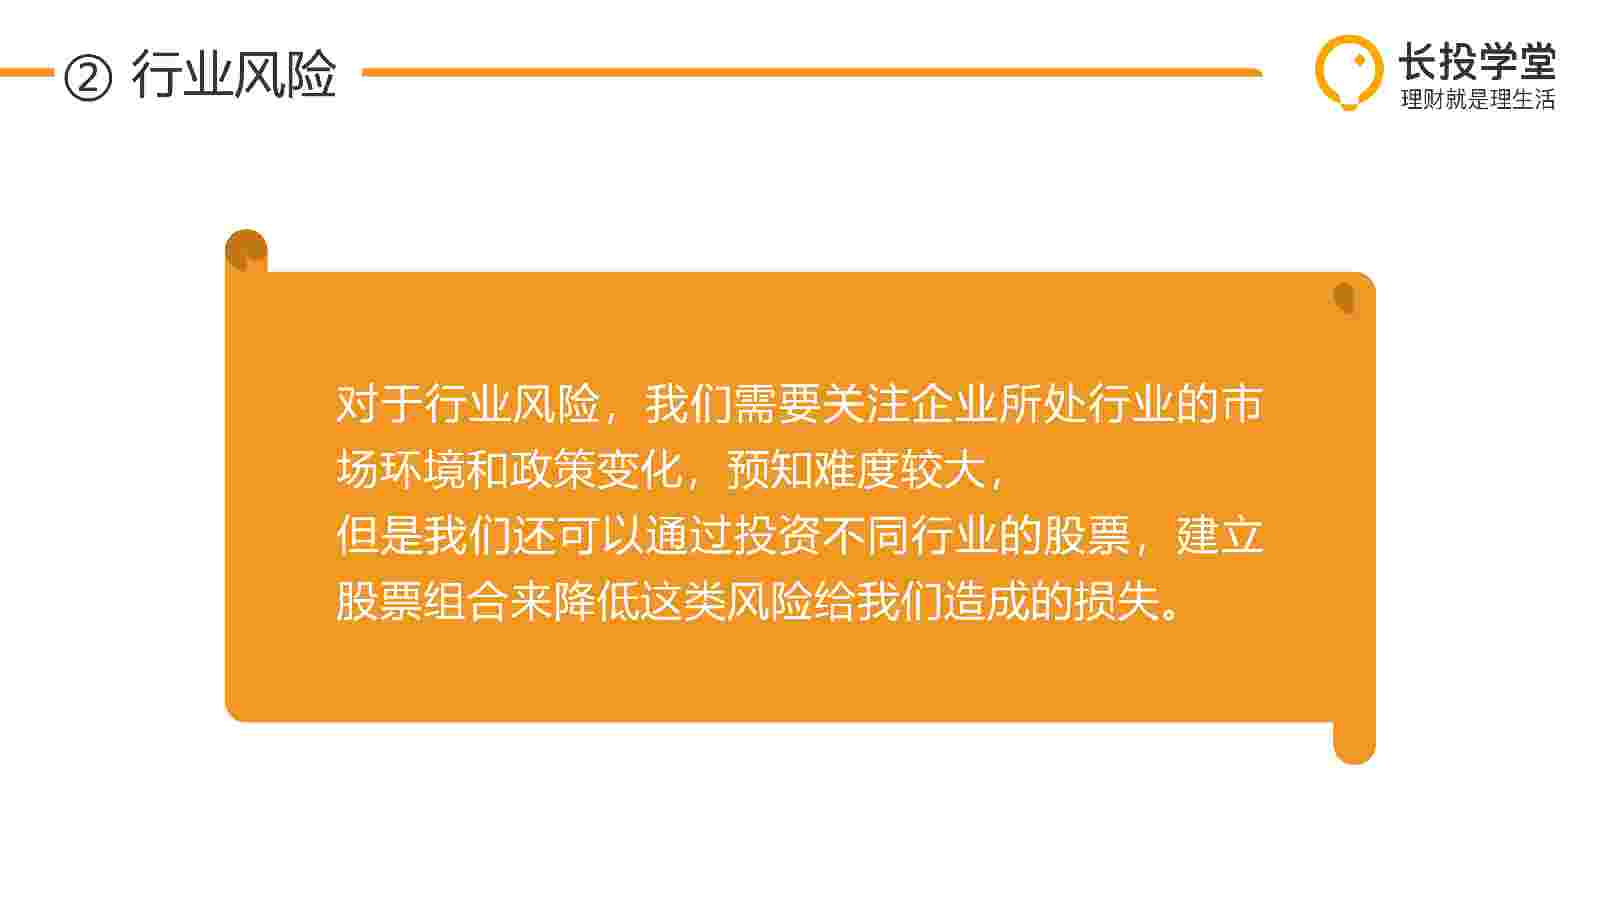 ② 行业风险
长投学堂
理财就是理生活
对于行业风险，我们需要关注企业所处行业的市
场环境和政策变化，预知难度较大，
但是我们还可以通过投资不同行业的股票，建立
股票组合来降低这类风险给我们造成的损失。